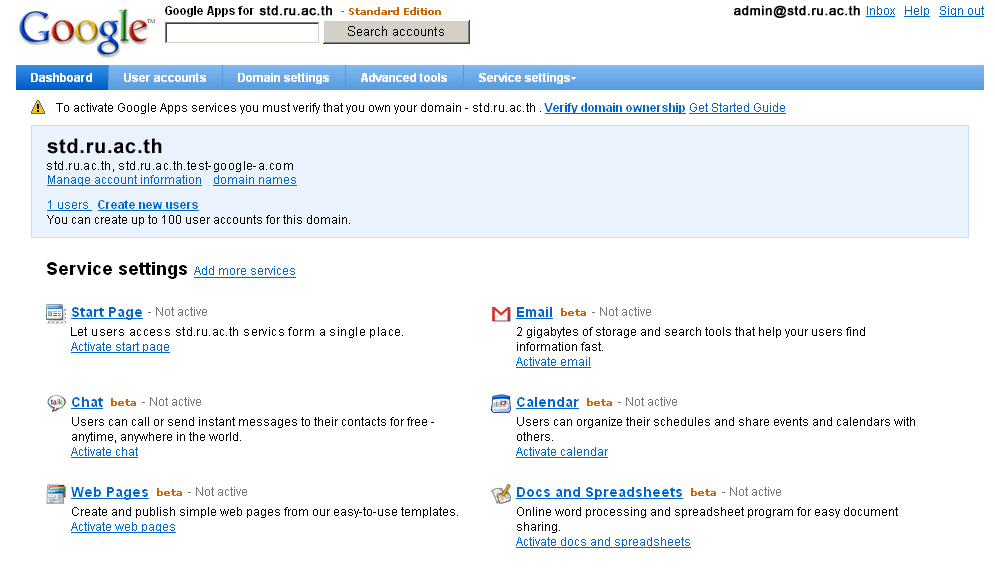 Google™
Google Apps for std.ru.ac.th - Standard Edition
Search accounts
admin@std.ru.ac.th Inbox Help Sign out
Dashboard User accounts Domain settings Advanced tools Service settings
To activate Google Apps services you must verify that you own your domain - std.ru.ac.th . Verify domain ownership Get Started Guide
std.ru.ac.th
std.ru.ac.th, std.ru.ac.th.test-google-a.com
Manage account information domain names
1 users Create new users
You can create up to 100 user accounts for this domain.
Service settings Add more services
Start Page - Not active
Let users access std.ru.ac.th servics form a single place.
Activate start page
Email beta - Not active
2 gigabytes of storage and search tools that help your users find
information fast.
Activate email
talk
Chat beta - Not active
Users can call or send instant messages to their contacts for free -
anytime, anywhere in the world.
Activate chat
Calendar beta - Not active
Users can organize their schedules and share events and calendars with
others.
Activate calendar
Web Pages beta - Not active
Create and publish simple web pages from our easy-to-use templates.
Activate web pages
Docs and Spreadsheets beta - Not active
Online word processing and spreadsheet program for easy document
sharing.
Activate docs and spreadsheets